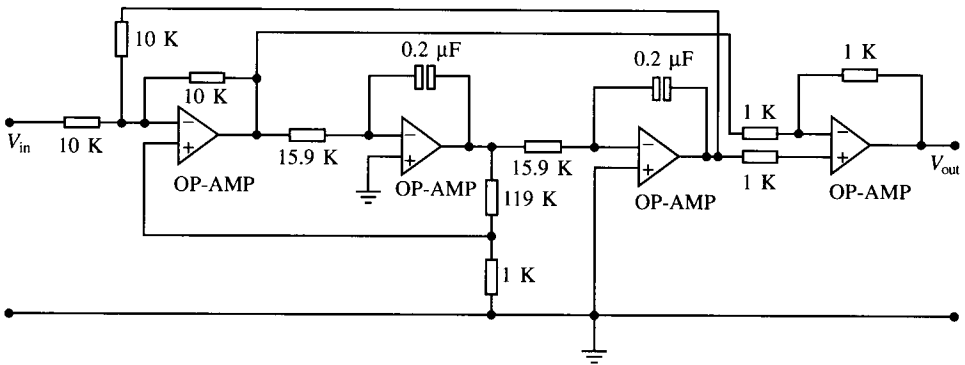 10 K
0.2 µF
0.2 µF
1 K
10 K
1 K
−
−
−
−
V_in
10 K
+
15.9 K
+
15.9 K
+
1 K
+
V_out
OP-AMP
OP-AMP
119 K
OP-AMP
OP-AMP
1 K